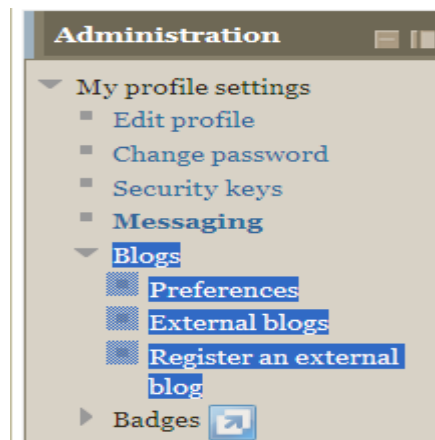 Administration
My profile settings
Edit profile
Change password
Security keys
Messaging
Blogs
Preferences
External blogs
Register an external
blog
Badges